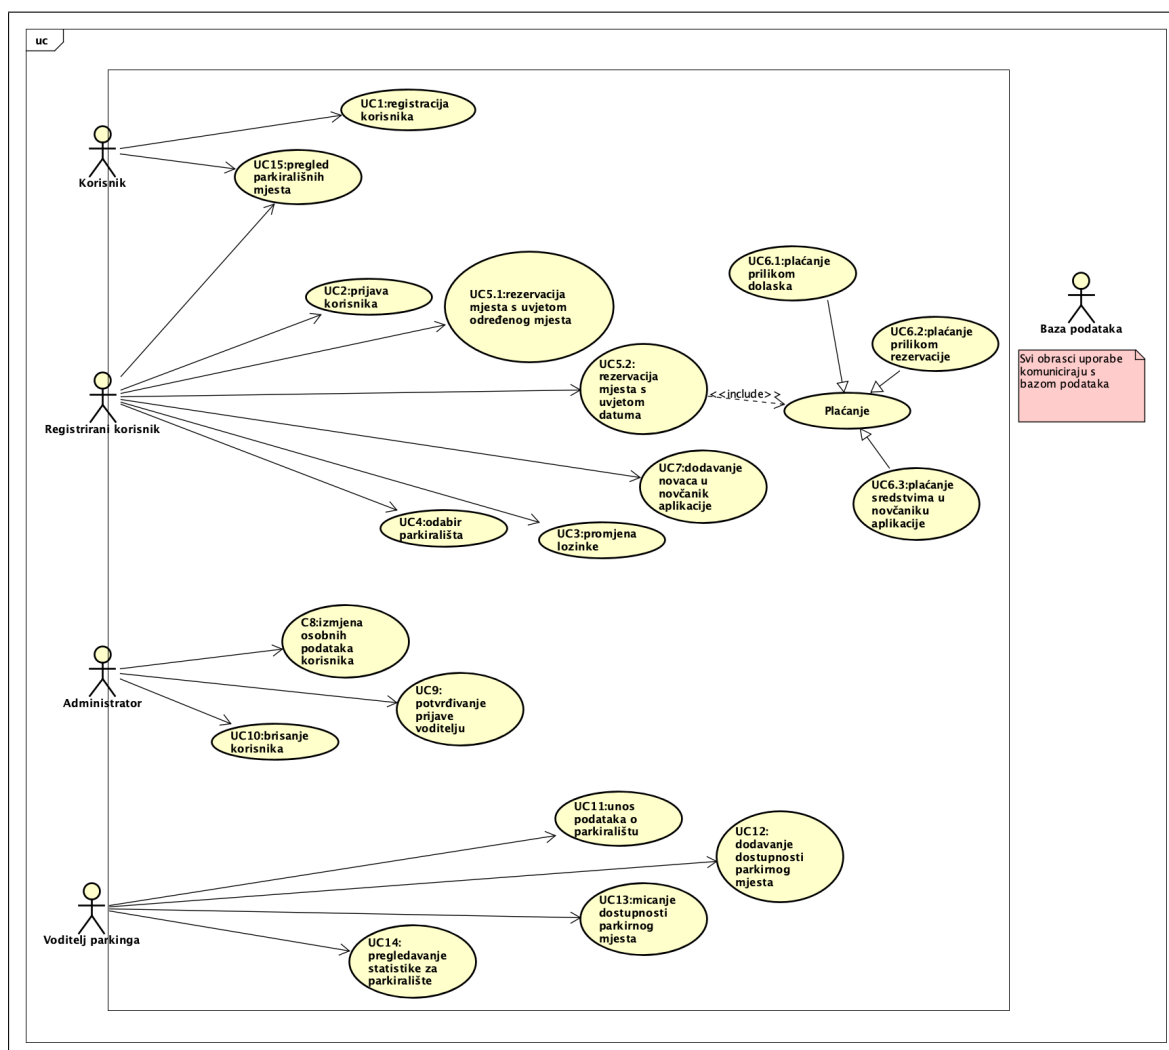 uc
UC1:registracija
korisnika
Korisnik
UC15:pregled
parkirališnih
mjesta
UC2:prijava
korisnika
UC5.1:rezervacija
mjesta s uvjetom
određenog mjesta
UC6.1:plaćanje
prilikom
dolaska
Baza podataka
UC6.2:plaćanje
prilikom
rezervacije
Svi obrasci uporabe
komuniciraju s
bazom podataka
UC5.2:
rezervacija
mjesta s
uvjetom
datuma
<<include>>
Plaćanje
Registrirani korisnik
UC7:dodavanje
novaca u
novčanik
aplikacije
UC6.3:plaćanje
sredstvima u
novčaniku
aplikacije
UC4:odabir
parkirališta
UC3:promjena
lozinke
C8:izmjena
osobnih
podataka
korisnika
Administrator
UC9:
potvrđivanje
prijave
voditelju
UC10:brisanje
korisnika
UC11:unos
podataka o
parkiralištu
UC12:
dodavanje
dostupnosti
parkirnog
mjesta
UC13:micanje
dostupnosti
parkirnog
mjesta
Voditelj parkinga
UC14:
pregledavanje
statistike za
parkiralište